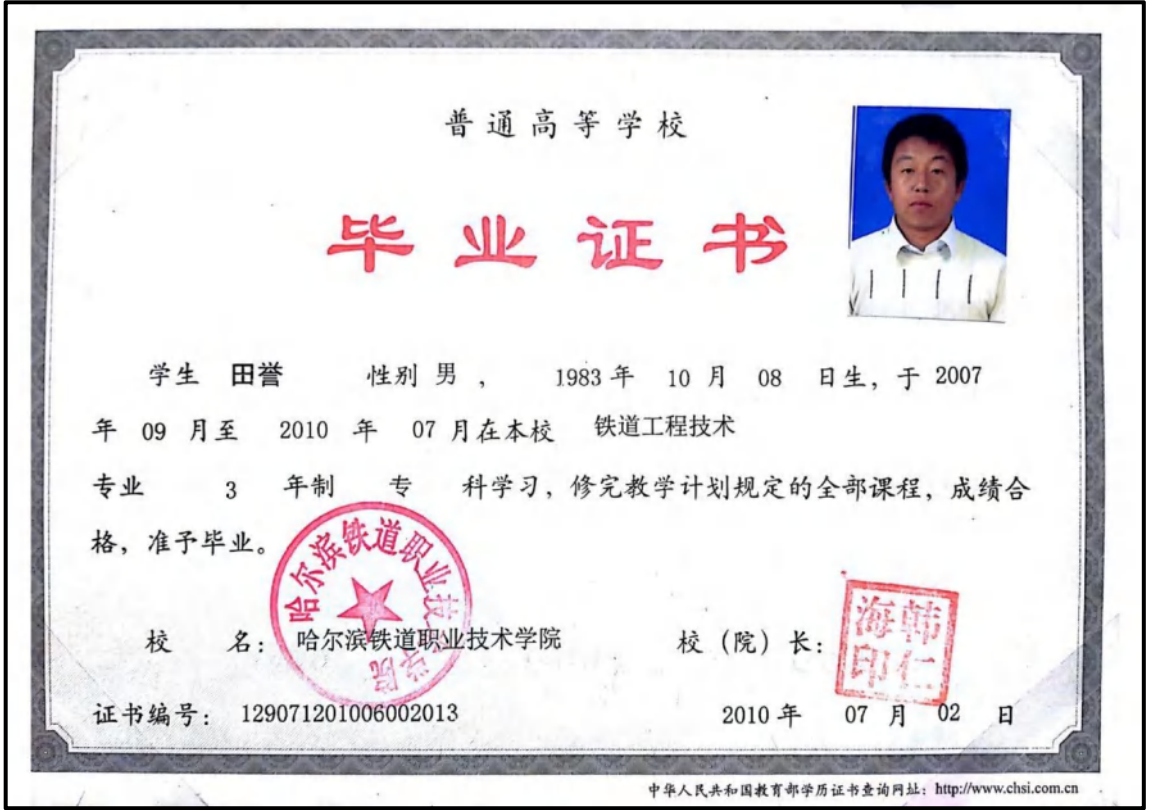 普通高等学校
毕业证书
学生 田誉 性别 男 , 1983 年 10 月 08 日生, 于 2007
年 09 月至 2010 年 07 月在本校 铁道工程技术
专业 3 年制 专 科学习, 修完教学计划规定的全部课程, 成绩合
格, 准予毕业。
哈尔滨铁道职业技术学院
韩仁海印
校 名: 哈尔滨铁道职业技术学院 校 (院) 长:
证书编号: 129071201006002013 2010 年 07 月 02 日
中华人民共和国教育部学历证书查询网址: http://www.chsi.com.cn